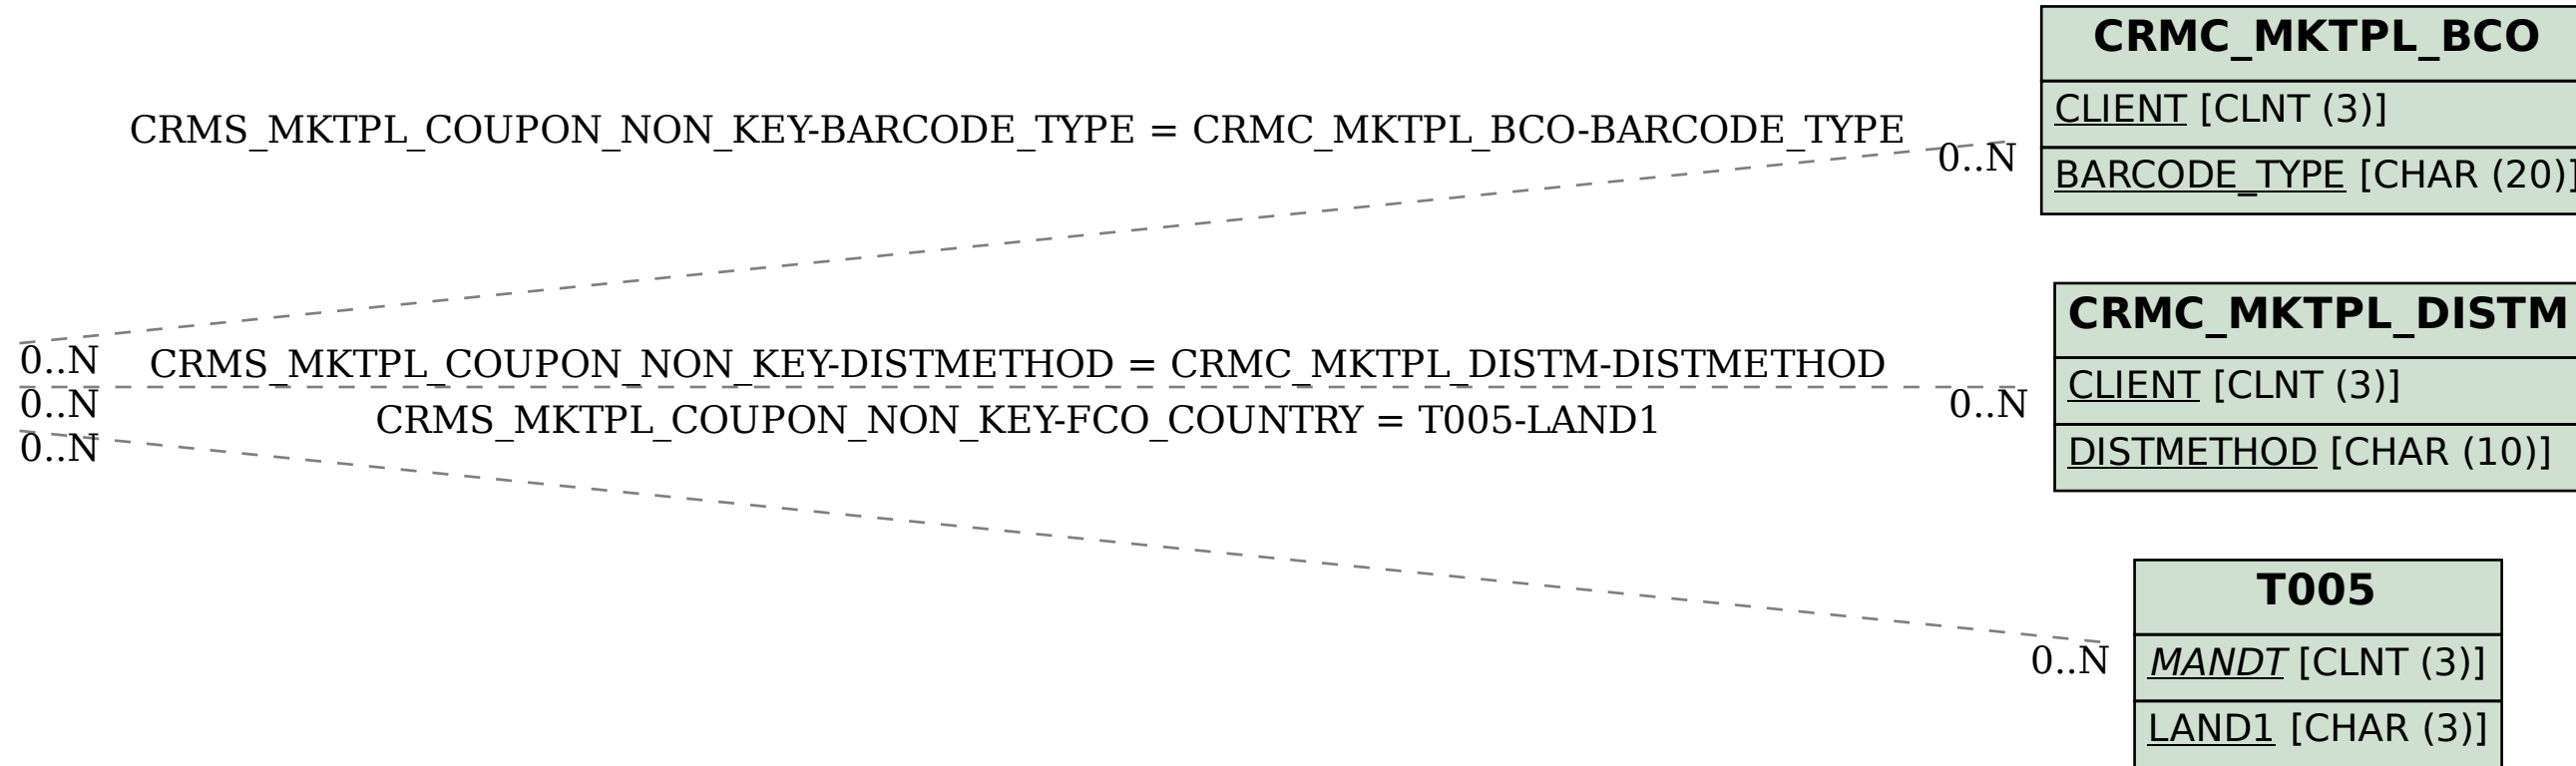 CRMC_MKTPL_BCO
CLIENT [CLNT (3)]
BARCODE_TYPE [CHAR (20)]
CRMS_MKTPL_COUPON_NON_KEY-BARCODE_TYPE = CRMC_MKTPL_BCO-BARCODE_TYPE
0..N
0..N
CRMS_MKTPL_COUPON_NON_KEY-DISTMETHOD = CRMC_MKTPL_DISTM-DISTMETHOD
0..N
0..N
CRMC_MKTPL_DISTM
CLIENT [CLNT (3)]
DISTMETHOD [CHAR (10)]
CRMS_MKTPL_COUPON_NON_KEY-FCO_COUNTRY = T005-LAND1
0..N
0..N
T005
MANDT [CLNT (3)]
LAND1 [CHAR (3)]